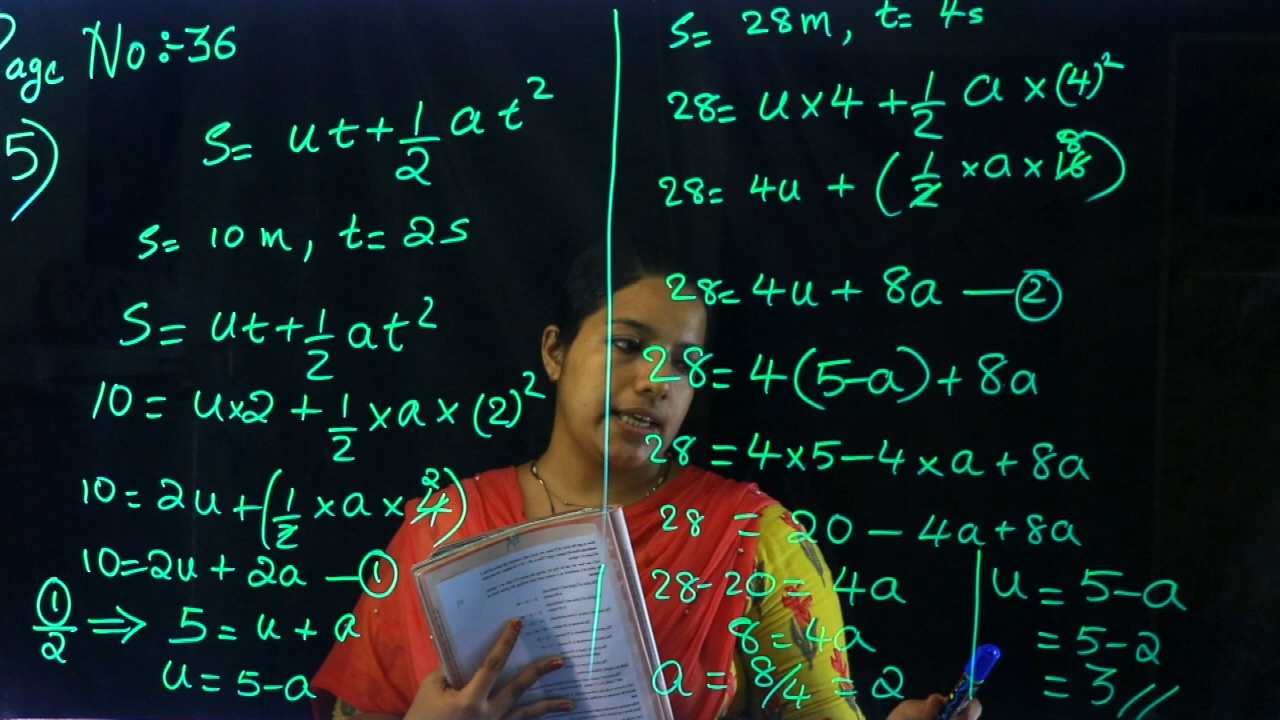 Page No:-36
5)
S= ut+1/2 at²
S= 10 m, t= 2s
S= ut+1/2 at²
10= u×2 + 1/2 ×a× (2)²
10= 2u+(1/2 ×a× 4) 2
10=2u+ 2a —①
①/2 ⇒ 5= u+ a
u= 5-a
S= 28m, t= 4s
28= u×4 +1/2 a ×(4)²
28= 4u + (1/2 ×a× 16) 8
28= 4u+ 8a —②
28= 4(5-a)+ 8a
28 =4×5-4×a+8a
28 = 20 - 4a+8a
28-20= 4a
8= 4a
a = 8/4 = 2
u= 5-a
= 5-2
= 3//